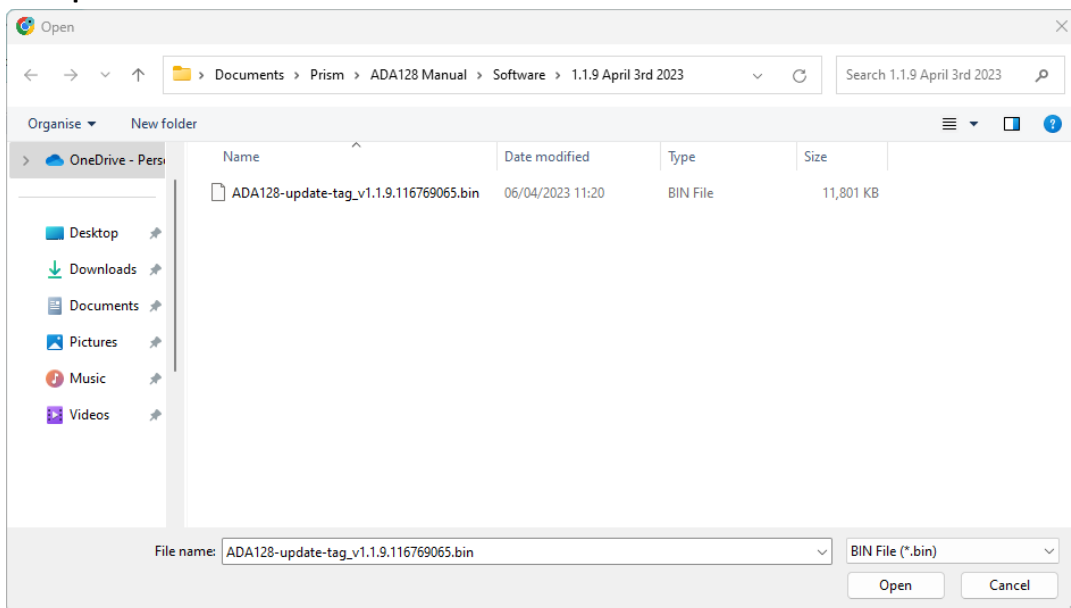 Open
Documents > Prism > ADA128 Manual > Software > 1.1.9 April 3rd 2023
Search 1.1.9 April 3rd 2023
Organise New folder
?
OneDrive - Pers
Name Date modified Type Size
ADA128-update-tag_v1.1.9.116769065.bin 06/04/2023 11:20 BIN File 11,801 KB
Desktop
Downloads
Documents
Pictures
Music
Videos
File name: ADA128-update-tag_v1.1.9.116769065.bin BIN File (*.bin)
Open Cancel